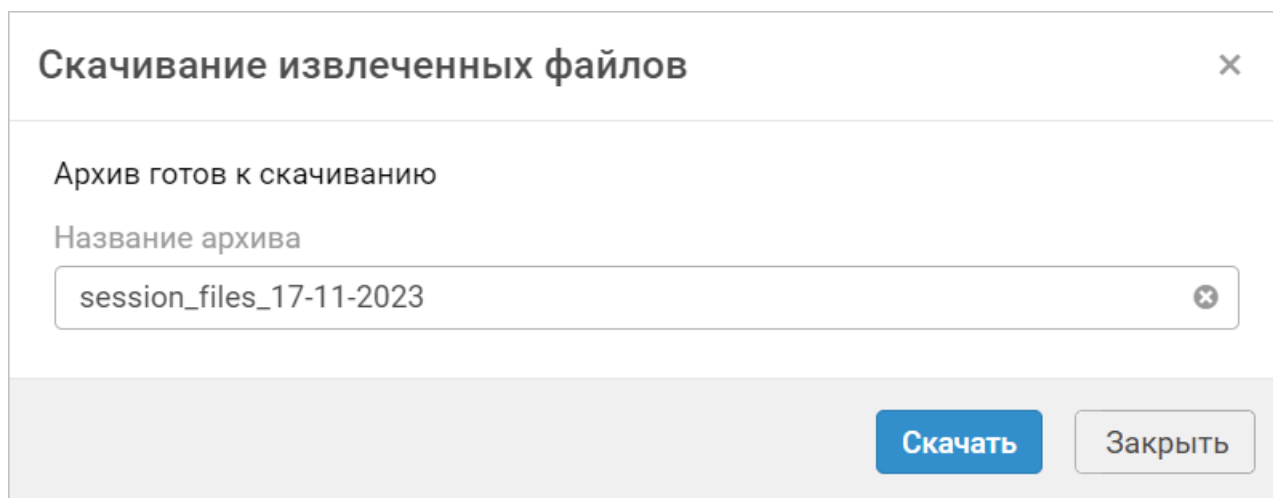 Скачивание извлеченных файлов
Архив готов к скачиванию
Название архива
session_files_17-11-2023
Скачать Закрыть